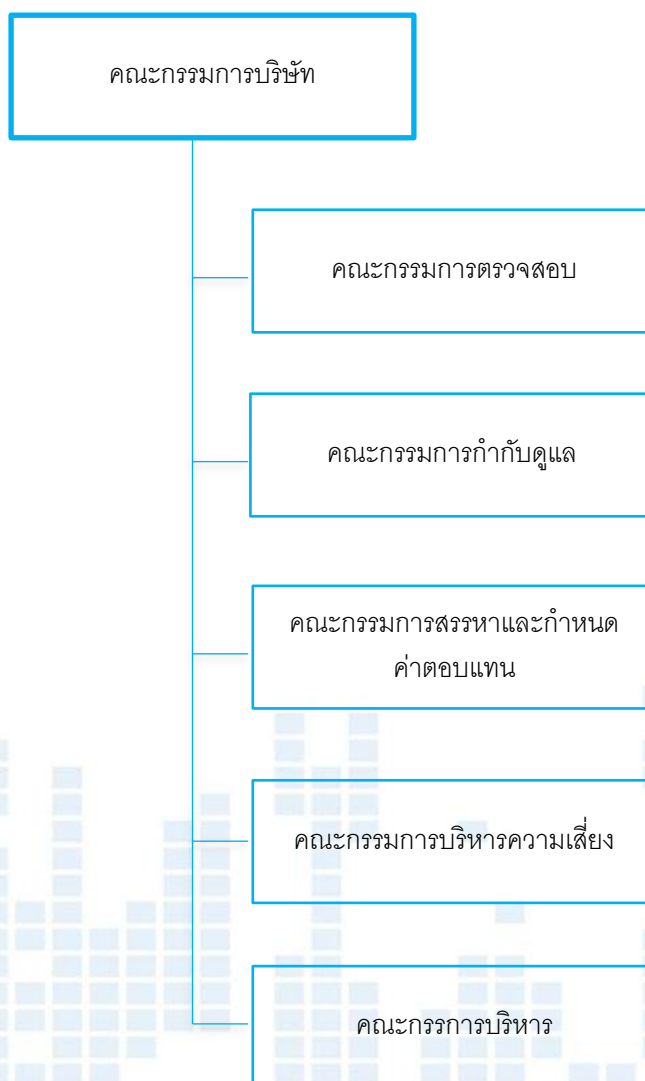 คณะกรรมการบริษัท
คณะกรรมการตรวจสอบ
คณะกรรมการกำกับดูแล
คณะกรรมการสรรหาและกำหนด
ค่าตอบแทน
คณะกรรมการบริหารความเสี่ยง
คณะกรรการบริหาร